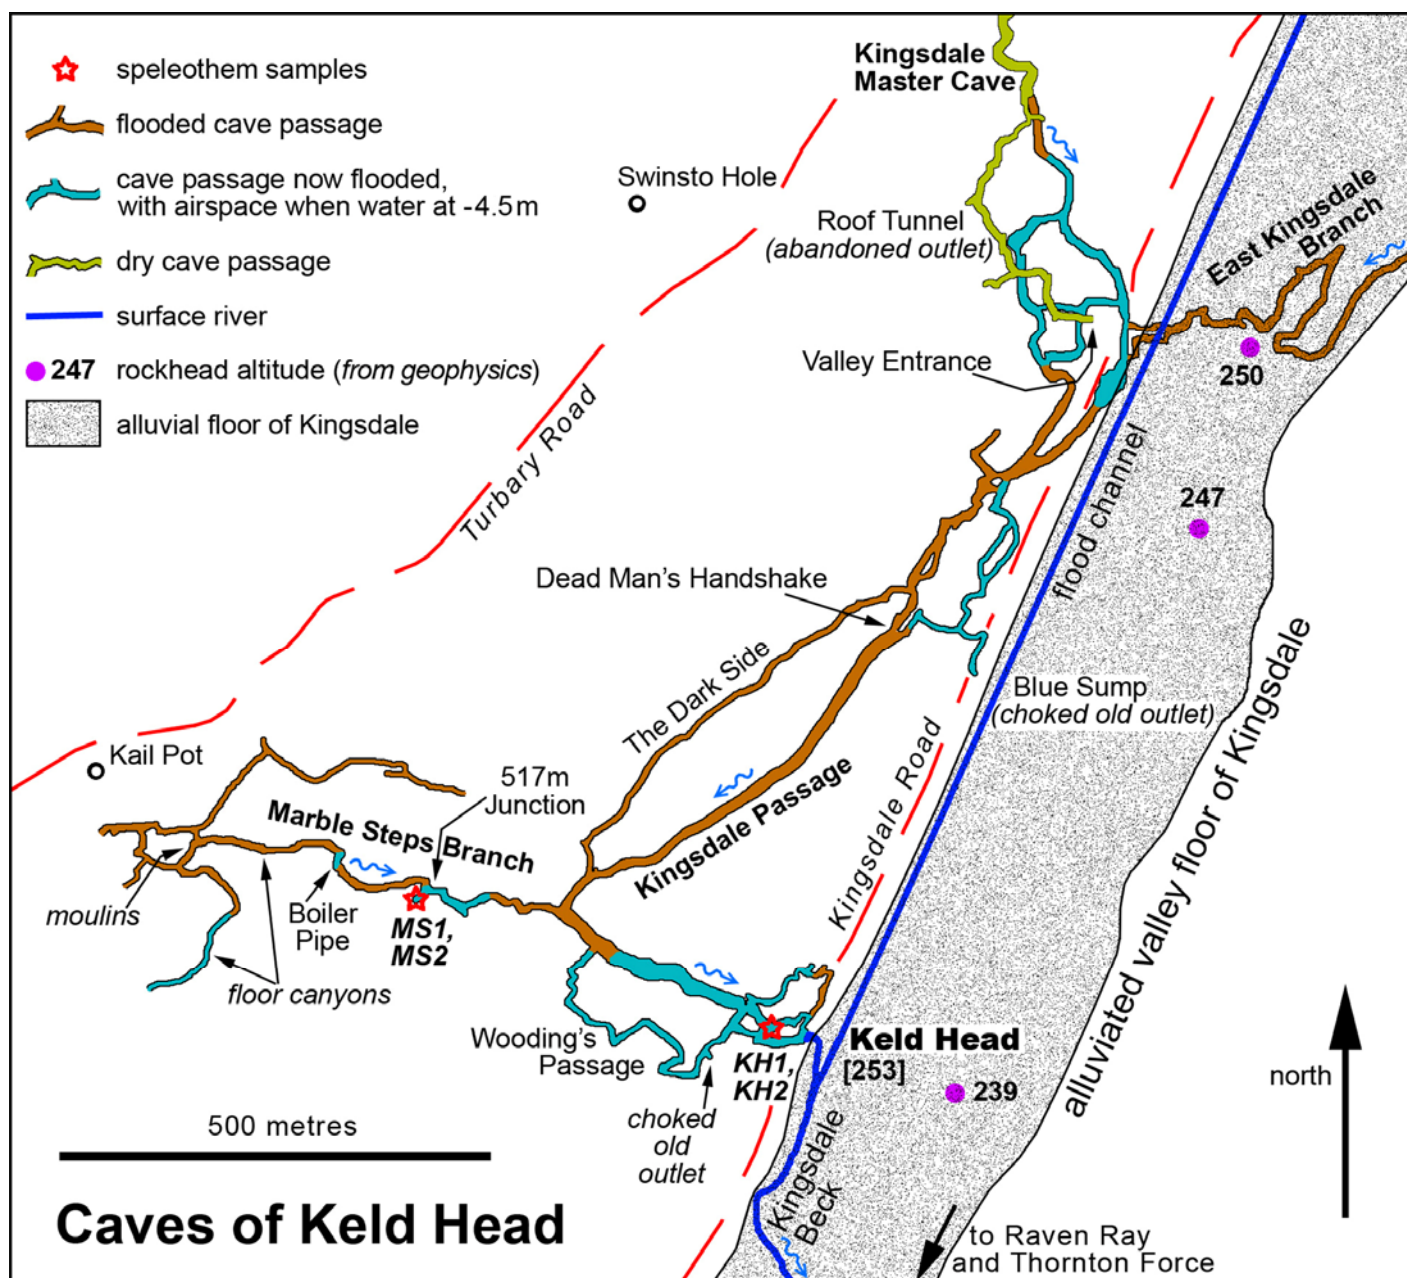 speleothem samples
flooded cave passage
cave passage now flooded,
with airspace when water at -4.5m
dry cave passage
surface river
247 rockhead altitude (from geophysics)
alluvial floor of Kingsdale
Kingsdale
Master Cave
Swinsto Hole
Roof Tunnel
(abandoned outlet)
East Kingsdale
Branch
Valley Entrance
250
Turbary Road
flood channel
247
Dead Man's Handshake
The Dark Side
Blue Sump
(choked old outlet)
Kail Pot
517m
Junction
Marble Steps Branch
Kingsdale Passage
Kingsdale Road
alluviated valley floor of Kingsdale
moulins
Boiler
Pipe
MS1,
MS2
floor canyons
Wooding's
Passage
KH1,
KH2
Keld Head
[253]
239
north
choked
old
outlet
500 metres
Kingsdale
Beck
Caves of Keld Head
to Raven Ray
and Thornton Force